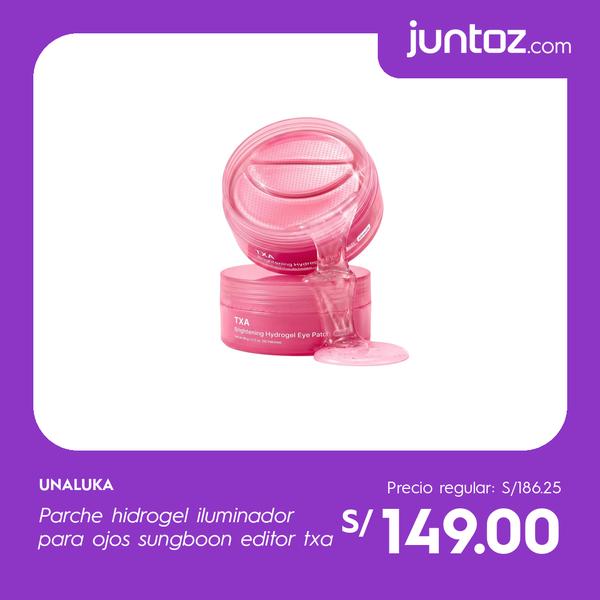 juntoz.com
TXA
TXA
Brightening Hydrogel Eye Patch
UNALUKA
Parche hidrogel iluminador
para ojos sungboon editor txa
Precio regular: S/186.25
S/149.00